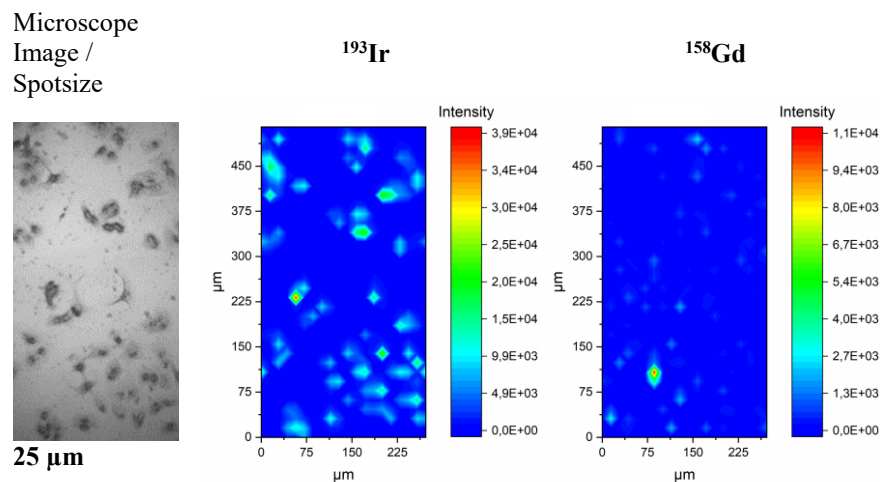 Microscope
Image /
Spotsize
¹⁹³Ir
¹⁵⁸Gd
25 µm
Intensity
3,9E+04
3,4E+04
3,0E+04
2,5E+04
2,0E+04
1,5E+04
9,9E+03
4,9E+03
0,0E+00
450
375
300
225
150
75
0
µm
0
75
150
225
µm
Intensity
1,1E+04
9,4E+03
8,0E+03
6,7E+03
5,4E+03
4,0E+03
2,7E+03
1,3E+03
0,0E+00
450
375
300
225
150
75
0
µm
0
75
150
225
µm